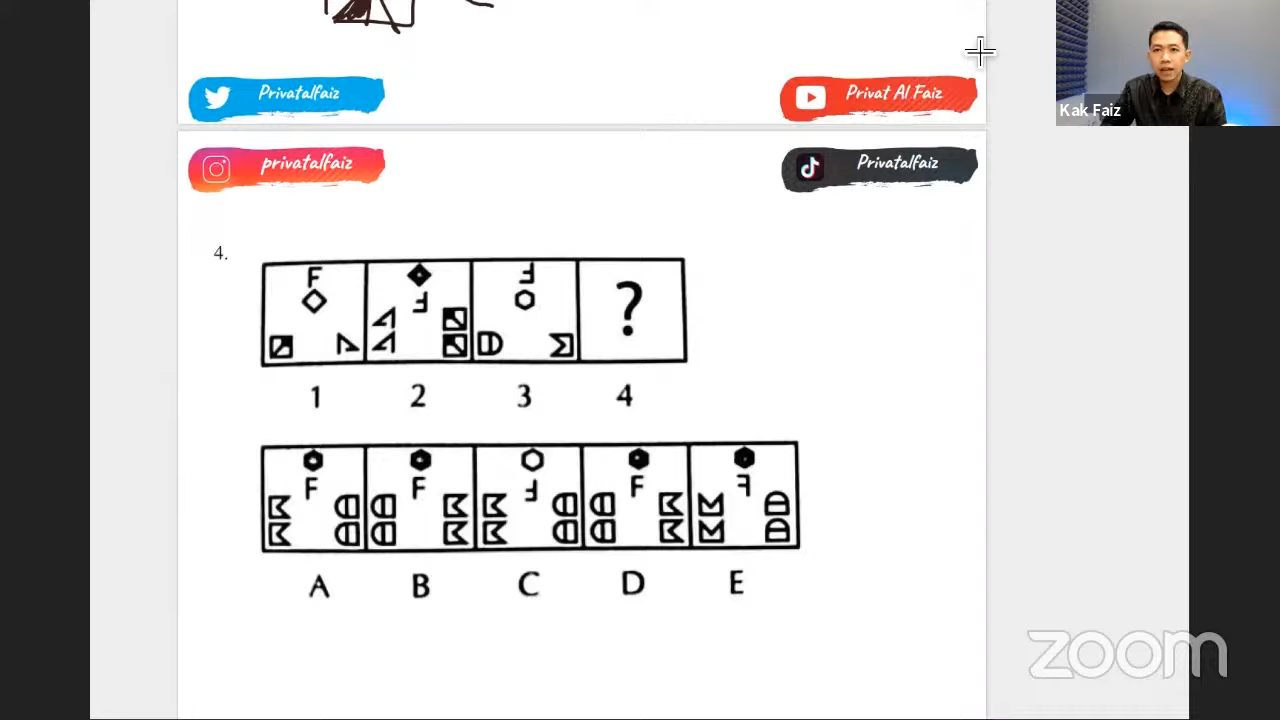 Privatalfaiz
Privat Al Faiz
Kak Faiz
privatalfaiz
Privatalfaiz
4.
F
?
1 2 3 4
F F F F F
A B C D E
zoom